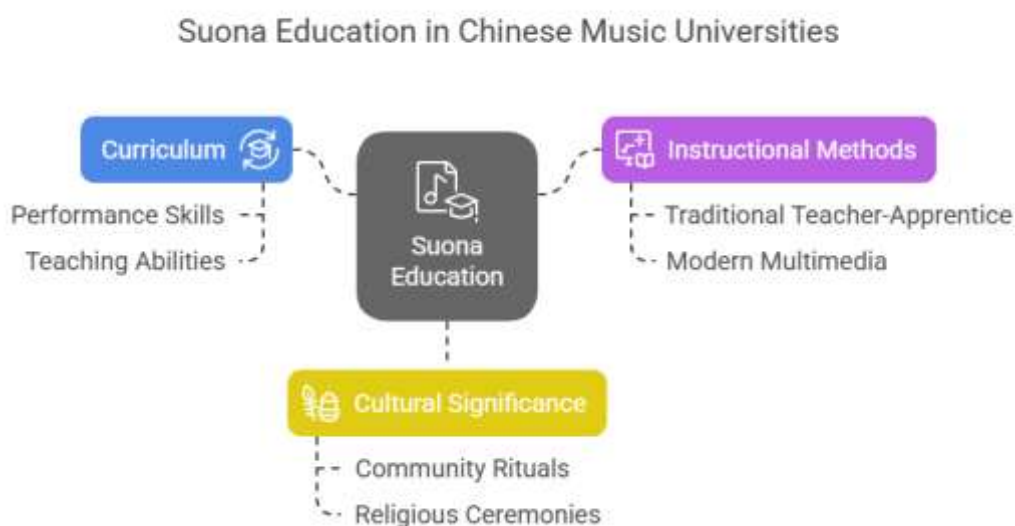 Suona Education in Chinese Music Universities
Curriculum
Performance Skills
Teaching Abilities
Suona
Education
Instructional Methods
Traditional Teacher-Apprentice
Modern Multimedia
Cultural Significance
Community Rituals
Religious Ceremonies